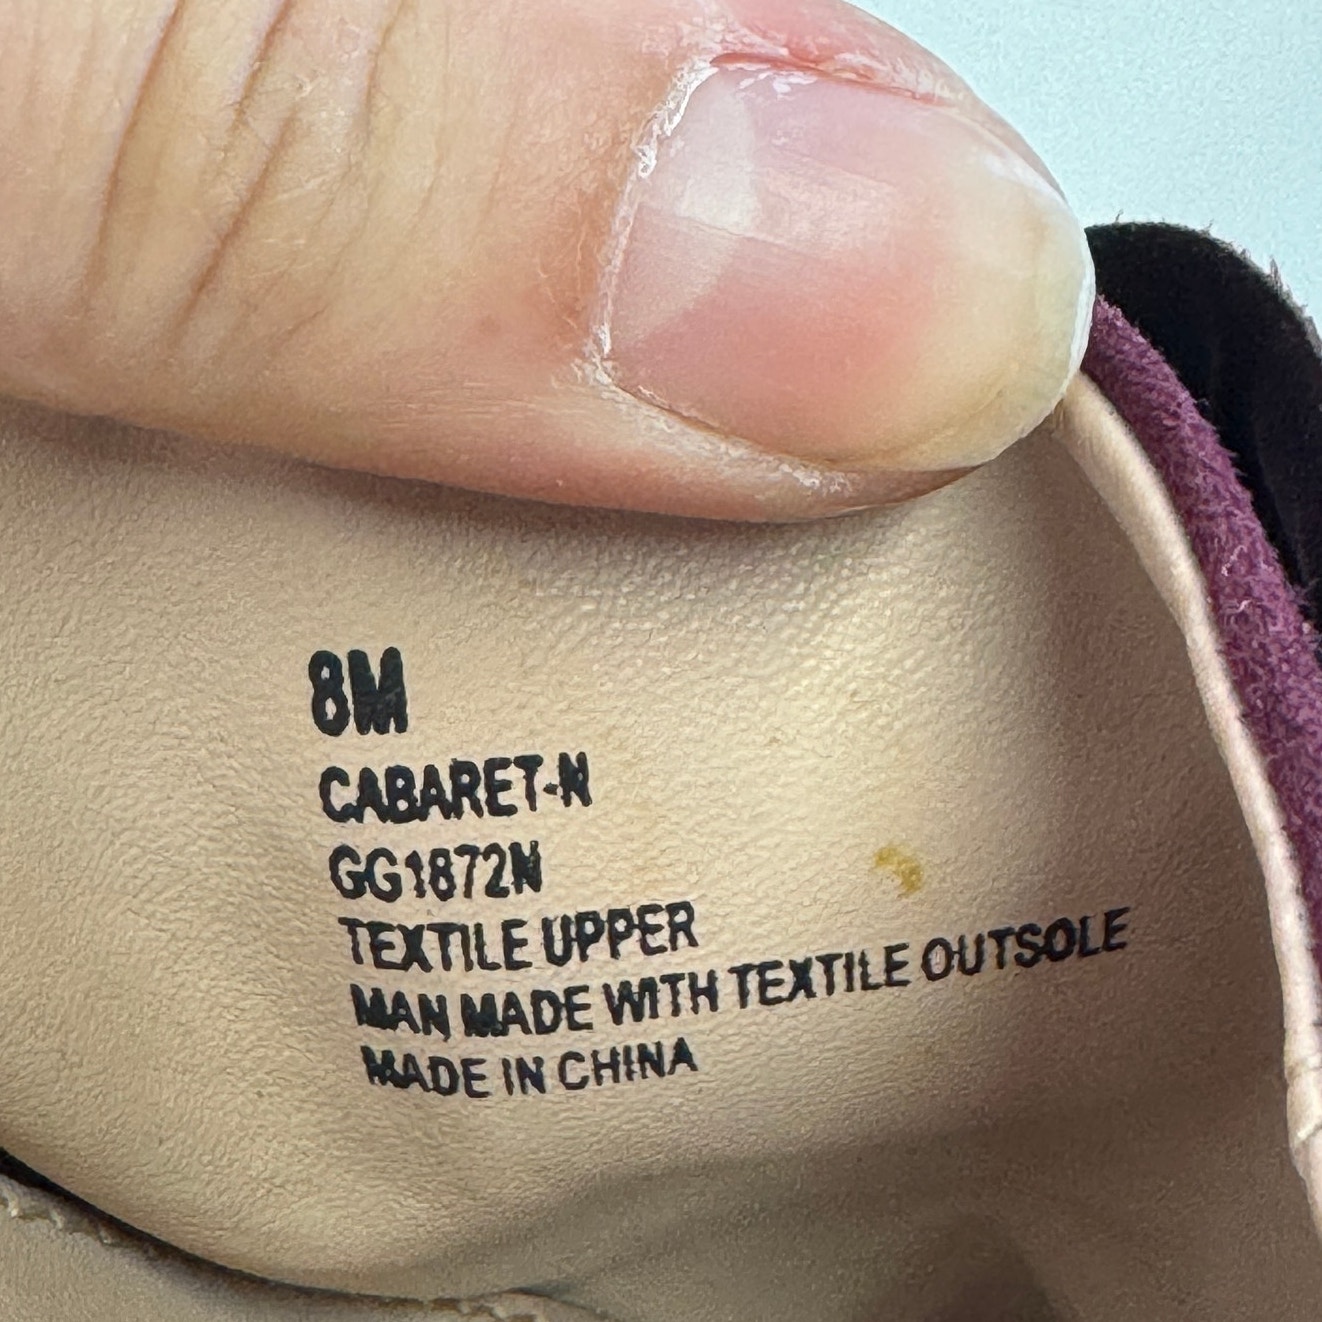 8M
CABARET-N
GG1872N
TEXTILE UPPER
MAN MADE WITH TEXTILE OUTSOLE
MADE IN CHINA